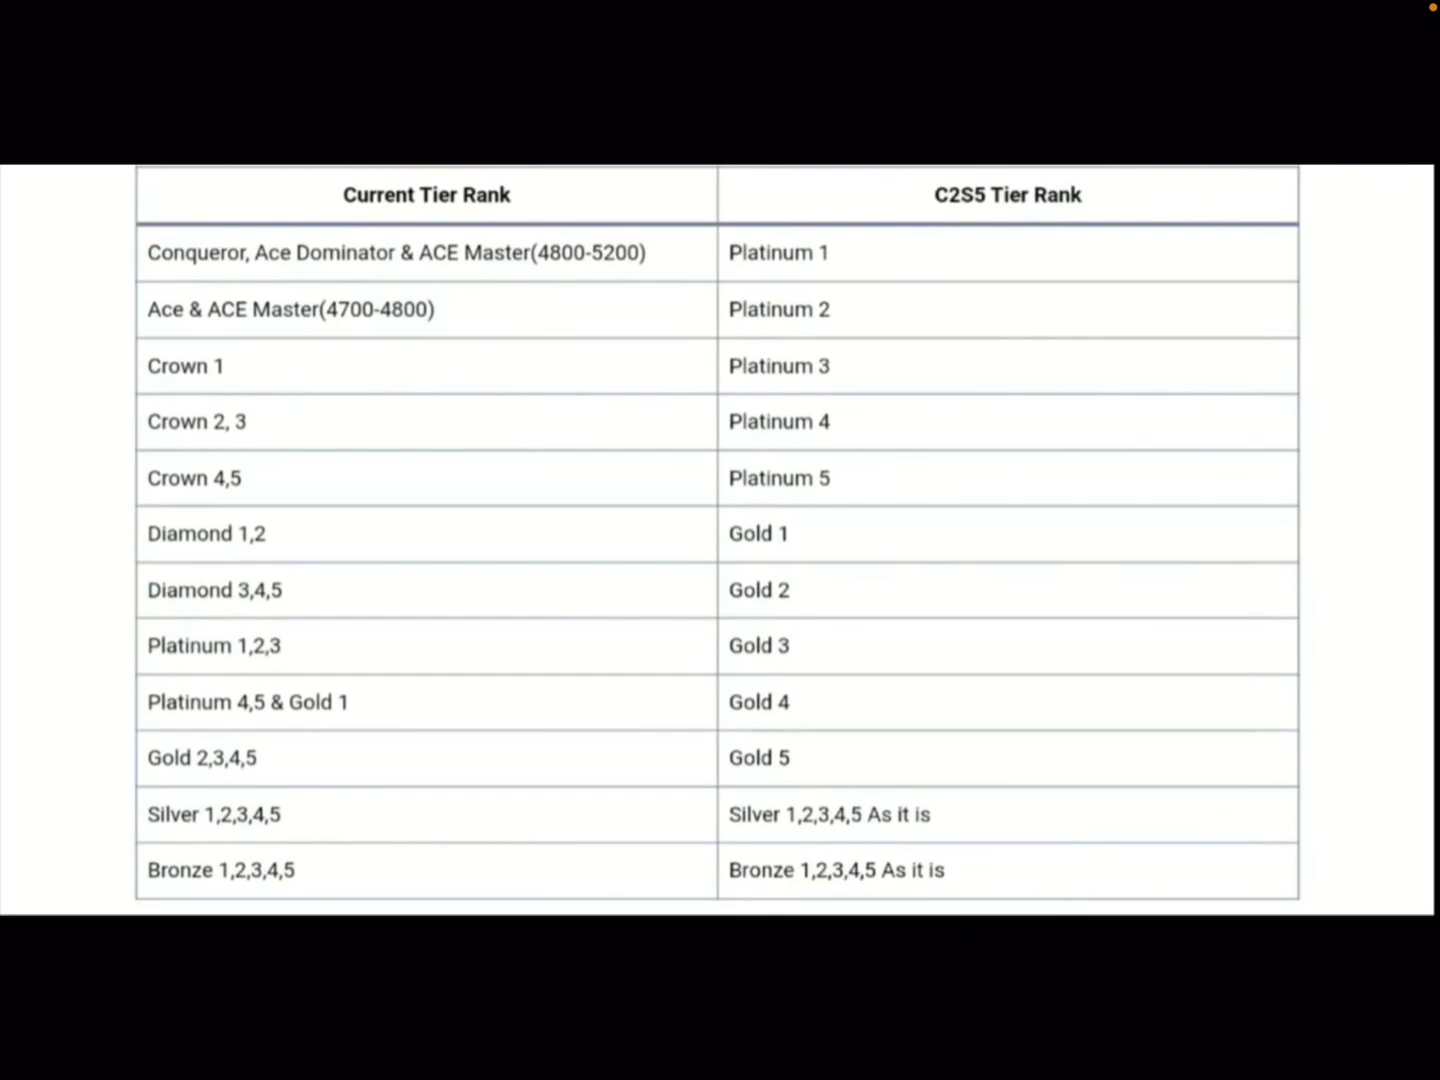 Current Tier Rank
C2S5 Tier Rank
Conqueror, Ace Dominator & ACE Master(4800-5200)
Platinum 1
Ace & ACE Master(4700-4800)
Platinum 2
Crown 1
Platinum 3
Crown 2, 3
Platinum 4
Crown 4,5
Platinum 5
Diamond 1,2
Gold 1
Diamond 3,4,5
Gold 2
Platinum 1,2,3
Gold 3
Platinum 4,5 & Gold 1
Gold 4
Gold 2,3,4,5
Gold 5
Silver 1,2,3,4,5
Silver 1,2,3,4,5 As it is
Bronze 1,2,3,4,5
Bronze 1,2,3,4,5 As it is